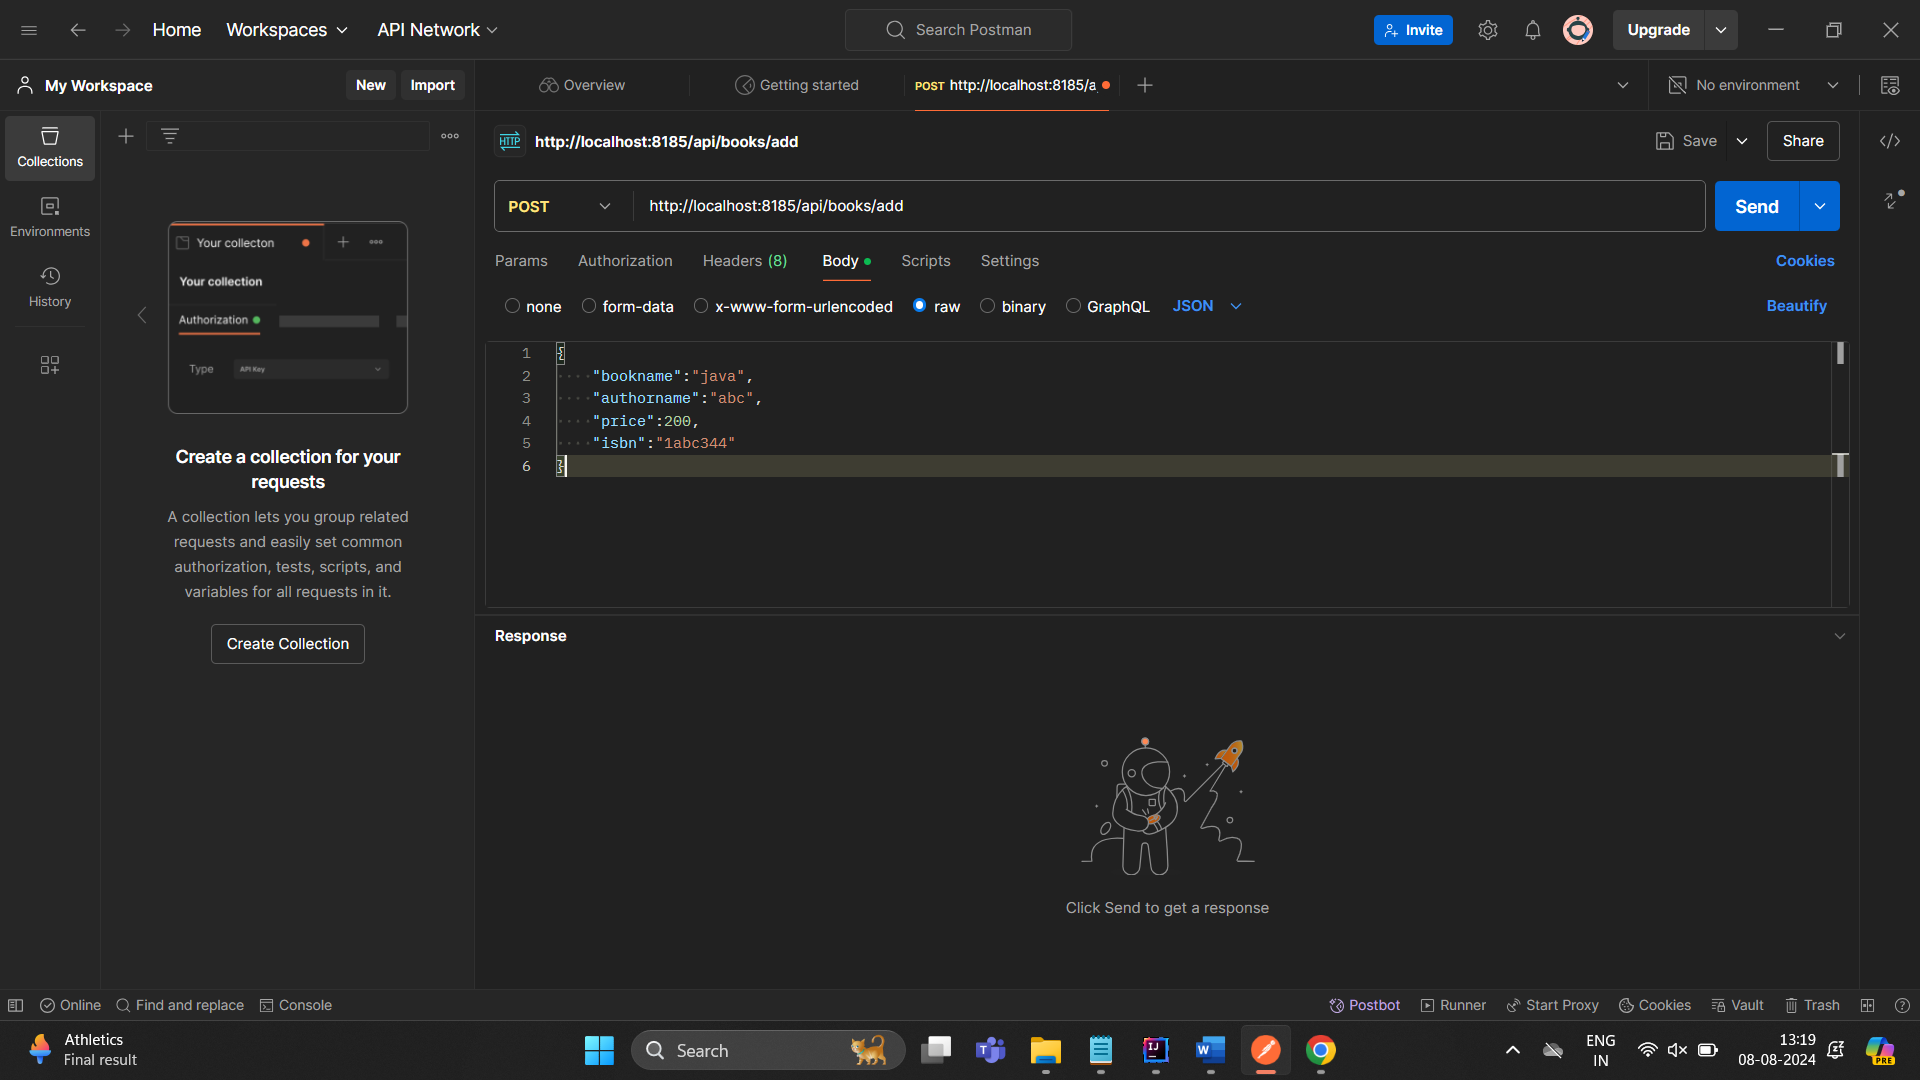 Home Workspaces API Network Search Postman Invite Upgrade
My Workspace New Import Overview Getting started POST http://localhost:8185/a No environment
HTTP http://localhost:8185/api/books/add Save Share
Collections
Environments
History
POST http://localhost:8185/api/books/add Send
Params Authorization Headers (8) Body Scripts Settings Cookies
none form-data x-www-form-urlencoded raw binary GraphQL JSON Beautify
1 {
2 "bookname":"java",
3 "authorname":"abc",
4 "price":200,
5 "isbn":"1abc344"
6 }
Your collecton
Your collection
Authorization
Type API Key
Create a collection for your
requests
A collection lets you group related
requests and easily set common
authorization, tests, scripts, and
variables for all requests in it.
Create Collection
Response
Click Send to get a response
Online Find and replace Console Postbot Runner Start Proxy Cookies Vault Trash
Athletics
Final result
Search
ENG
IN
13:19
08-08-2024
PRE